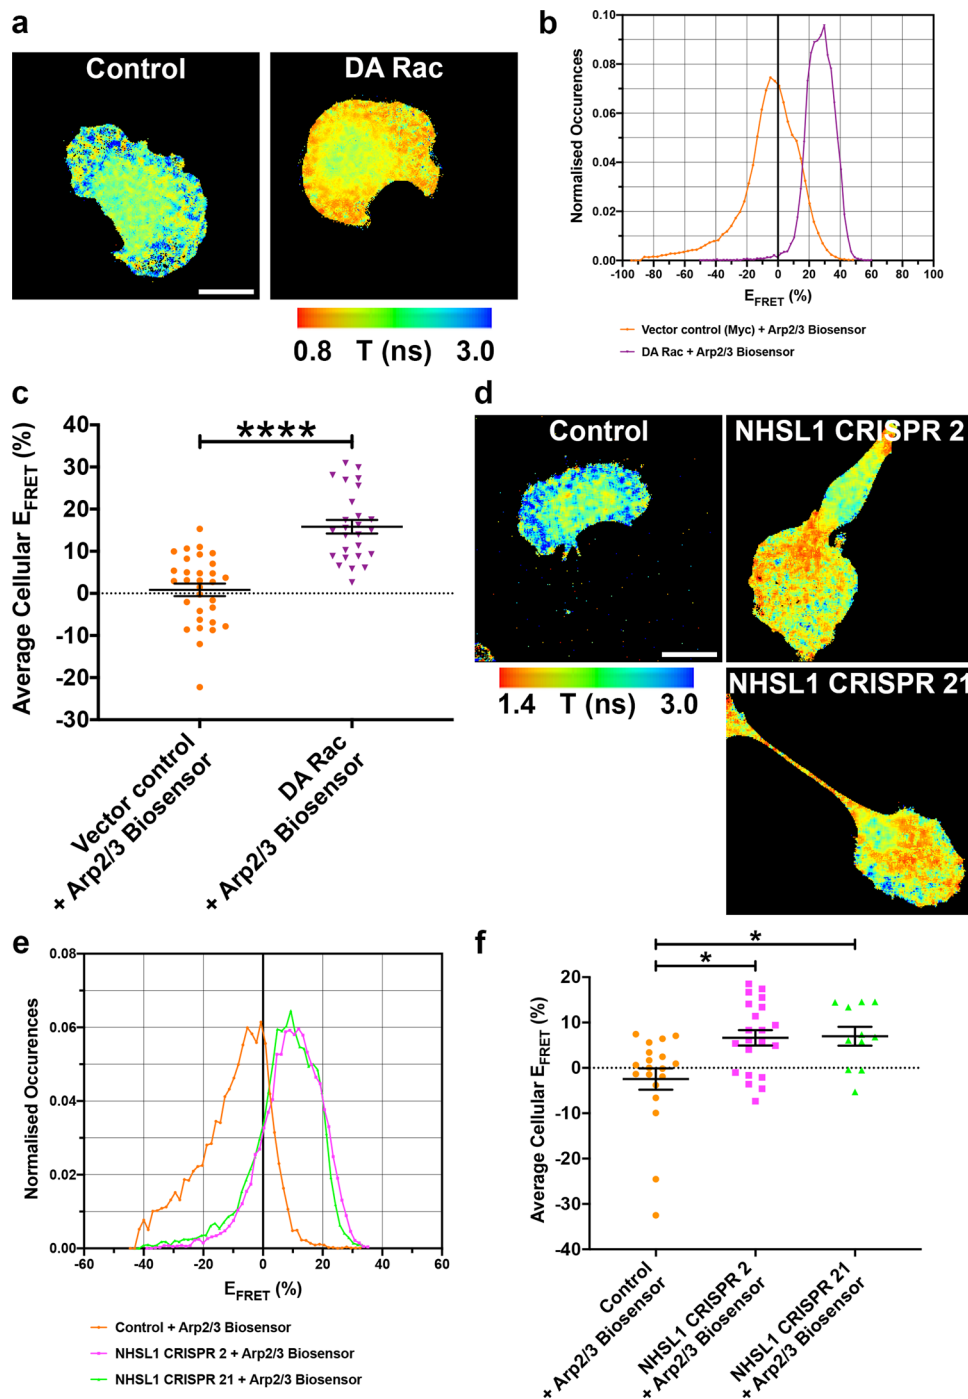 a
Control
DA Rac
0.8 T (ns) 3.0
b
Normalised Occurences
0.10
0.08
0.06
0.04
0.02
0.00
-100 -80 -60 -40 -20 0 20 40 60 80 100
EFRET (%)
Vector control (Myc) + Arp2/3 Biosensor
DA Rac + Arp2/3 Biosensor
c
Average Cellular EFRET (%)
40
30
20
10
0
-10
-20
-30
****
Vector control
+ Arp2/3 Biosensor
DA Rac
+ Arp2/3 Biosensor
d
Control
NHSL1 CRISPR 2
1.4 T (ns) 3.0
NHSL1 CRISPR 21
e
Normalised Occurences
0.08
0.06
0.04
0.02
0.00
-60 -40 -20 0 20 40 60
EFRET (%)
Control + Arp2/3 Biosensor
NHSL1 CRISPR 2 + Arp2/3 Biosensor
NHSL1 CRISPR 21 + Arp2/3 Biosensor
f
Average Cellular EFRET (%)
20
10
0
-10
-20
-30
-40
*
*
Control
+ Arp2/3 Biosensor
NHSL1 CRISPR 2
+ Arp2/3 Biosensor
NHSL1 CRISPR 21
+ Arp2/3 Biosensor